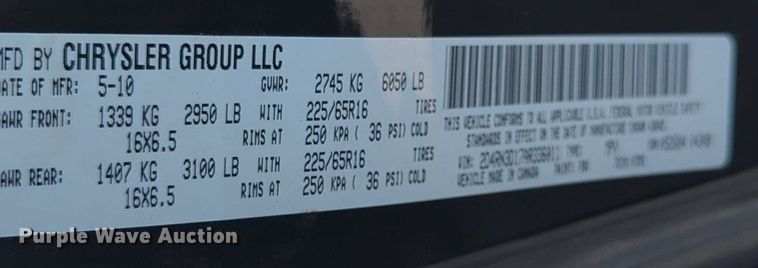 MFD BY CHRYSLER GROUP LLC
DATE OF MFR: 5-10 GVWR: 2745 KG 6050 LB
GAWR FRONT: 1339 KG 2950 LB WITH 225/65R16 TIRES
16X6.5 RIMS AT 250 KPA ( 36 PSI) COLD
GAWR REAR: 1407 KG 3100 LB WITH 225/65R16 TIRES
16X6.5 RIMS AT 250 KPA ( 36 PSI) COLD
THIS VEHICLE CONFORMS TO ALL APPLICABLE U.S.A. FEDERAL MOTOR VEHICLE SAFETY
STANDARDS IN EFFECT ON THE DATE OF MANUFACTURE SHOWN ABOVE.
VIN: TYPE: MPV
VEHICLE MADE IN CANADA PAINT:
Purple Wave Auction